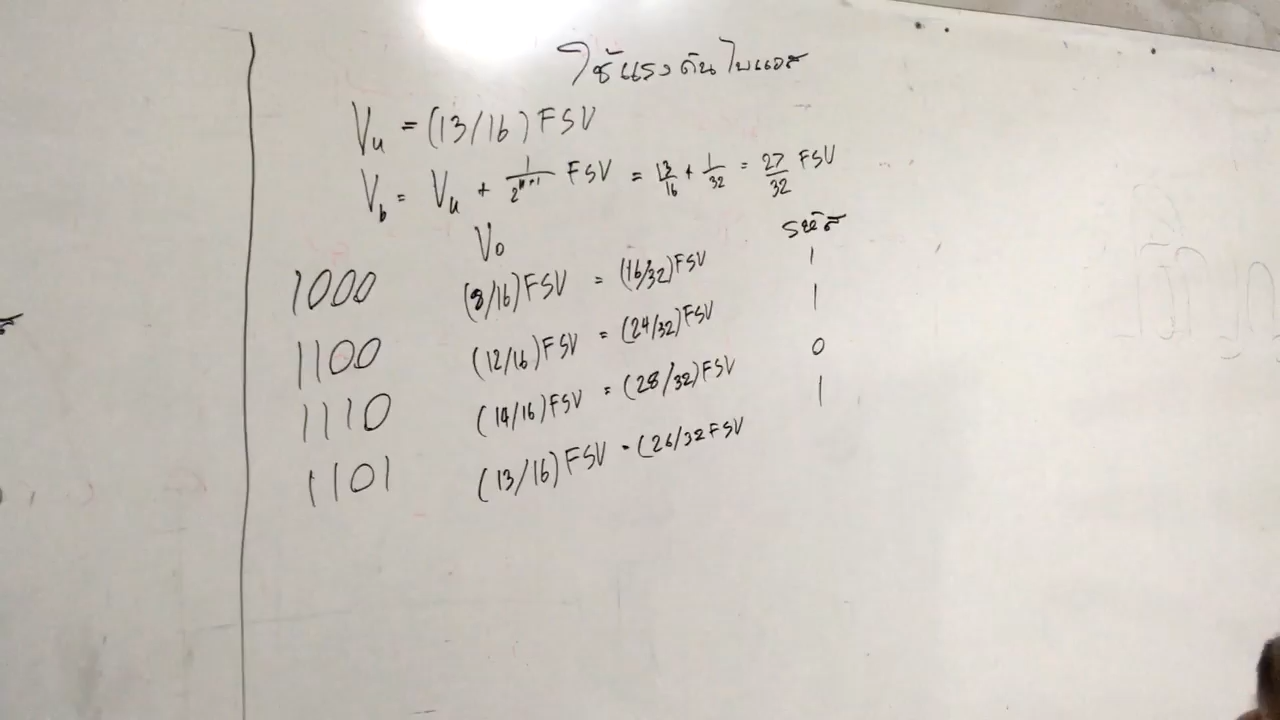 ใช้แรงดันไบแอส
Vu = (13/16) FSV
Vb = Vu + 1/2^(n+1) FSV = 13/16 + 1/32 = 27/32 FSV
Vo รหัส
1000 (8/16) FSV = (16/32) FSV 1
1100 (12/16) FSV = (24/32) FSV 1
1110 (14/16) FSV = (28/32) FSV 0
1101 (13/16) FSV = (26/32 FSV 1